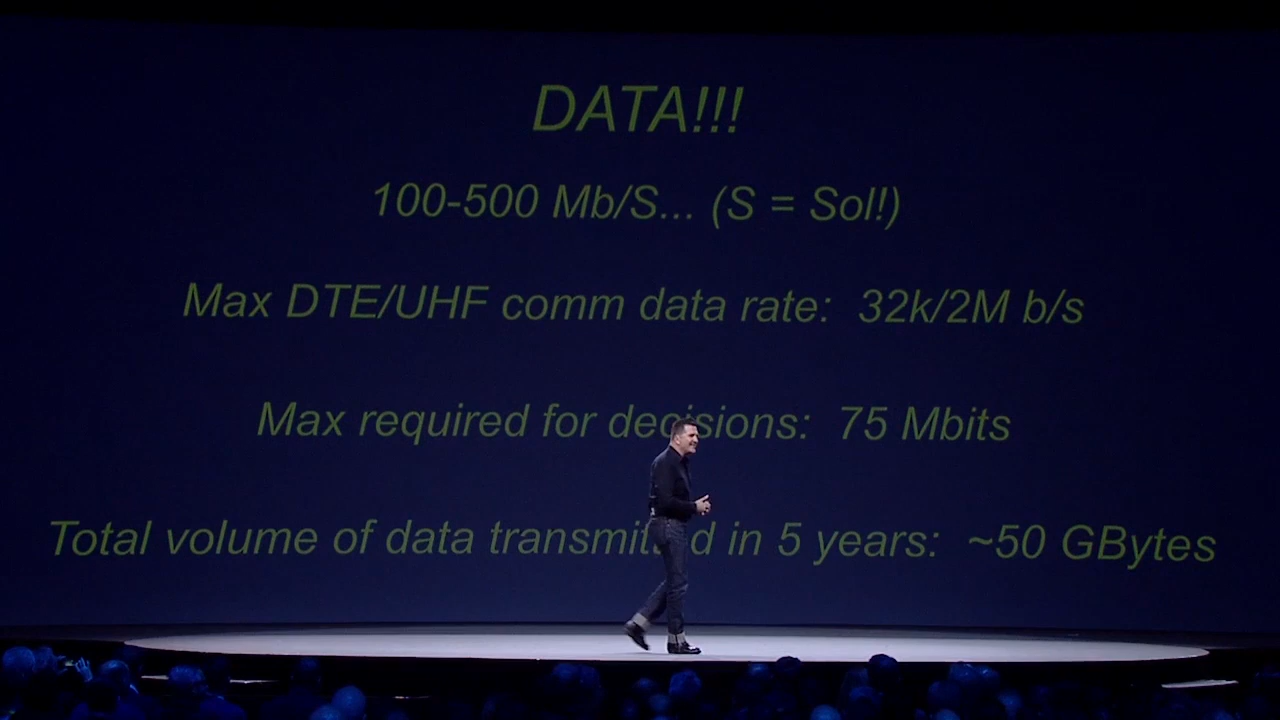 DATA!!!
100-500 Mb/S... (S = Sol!)
Max DTE/UHF comm data rate: 32k/2M b/s
Max required for decisions: 75 Mbits
Total volume of data transmitted in 5 years: ~50 GBytes